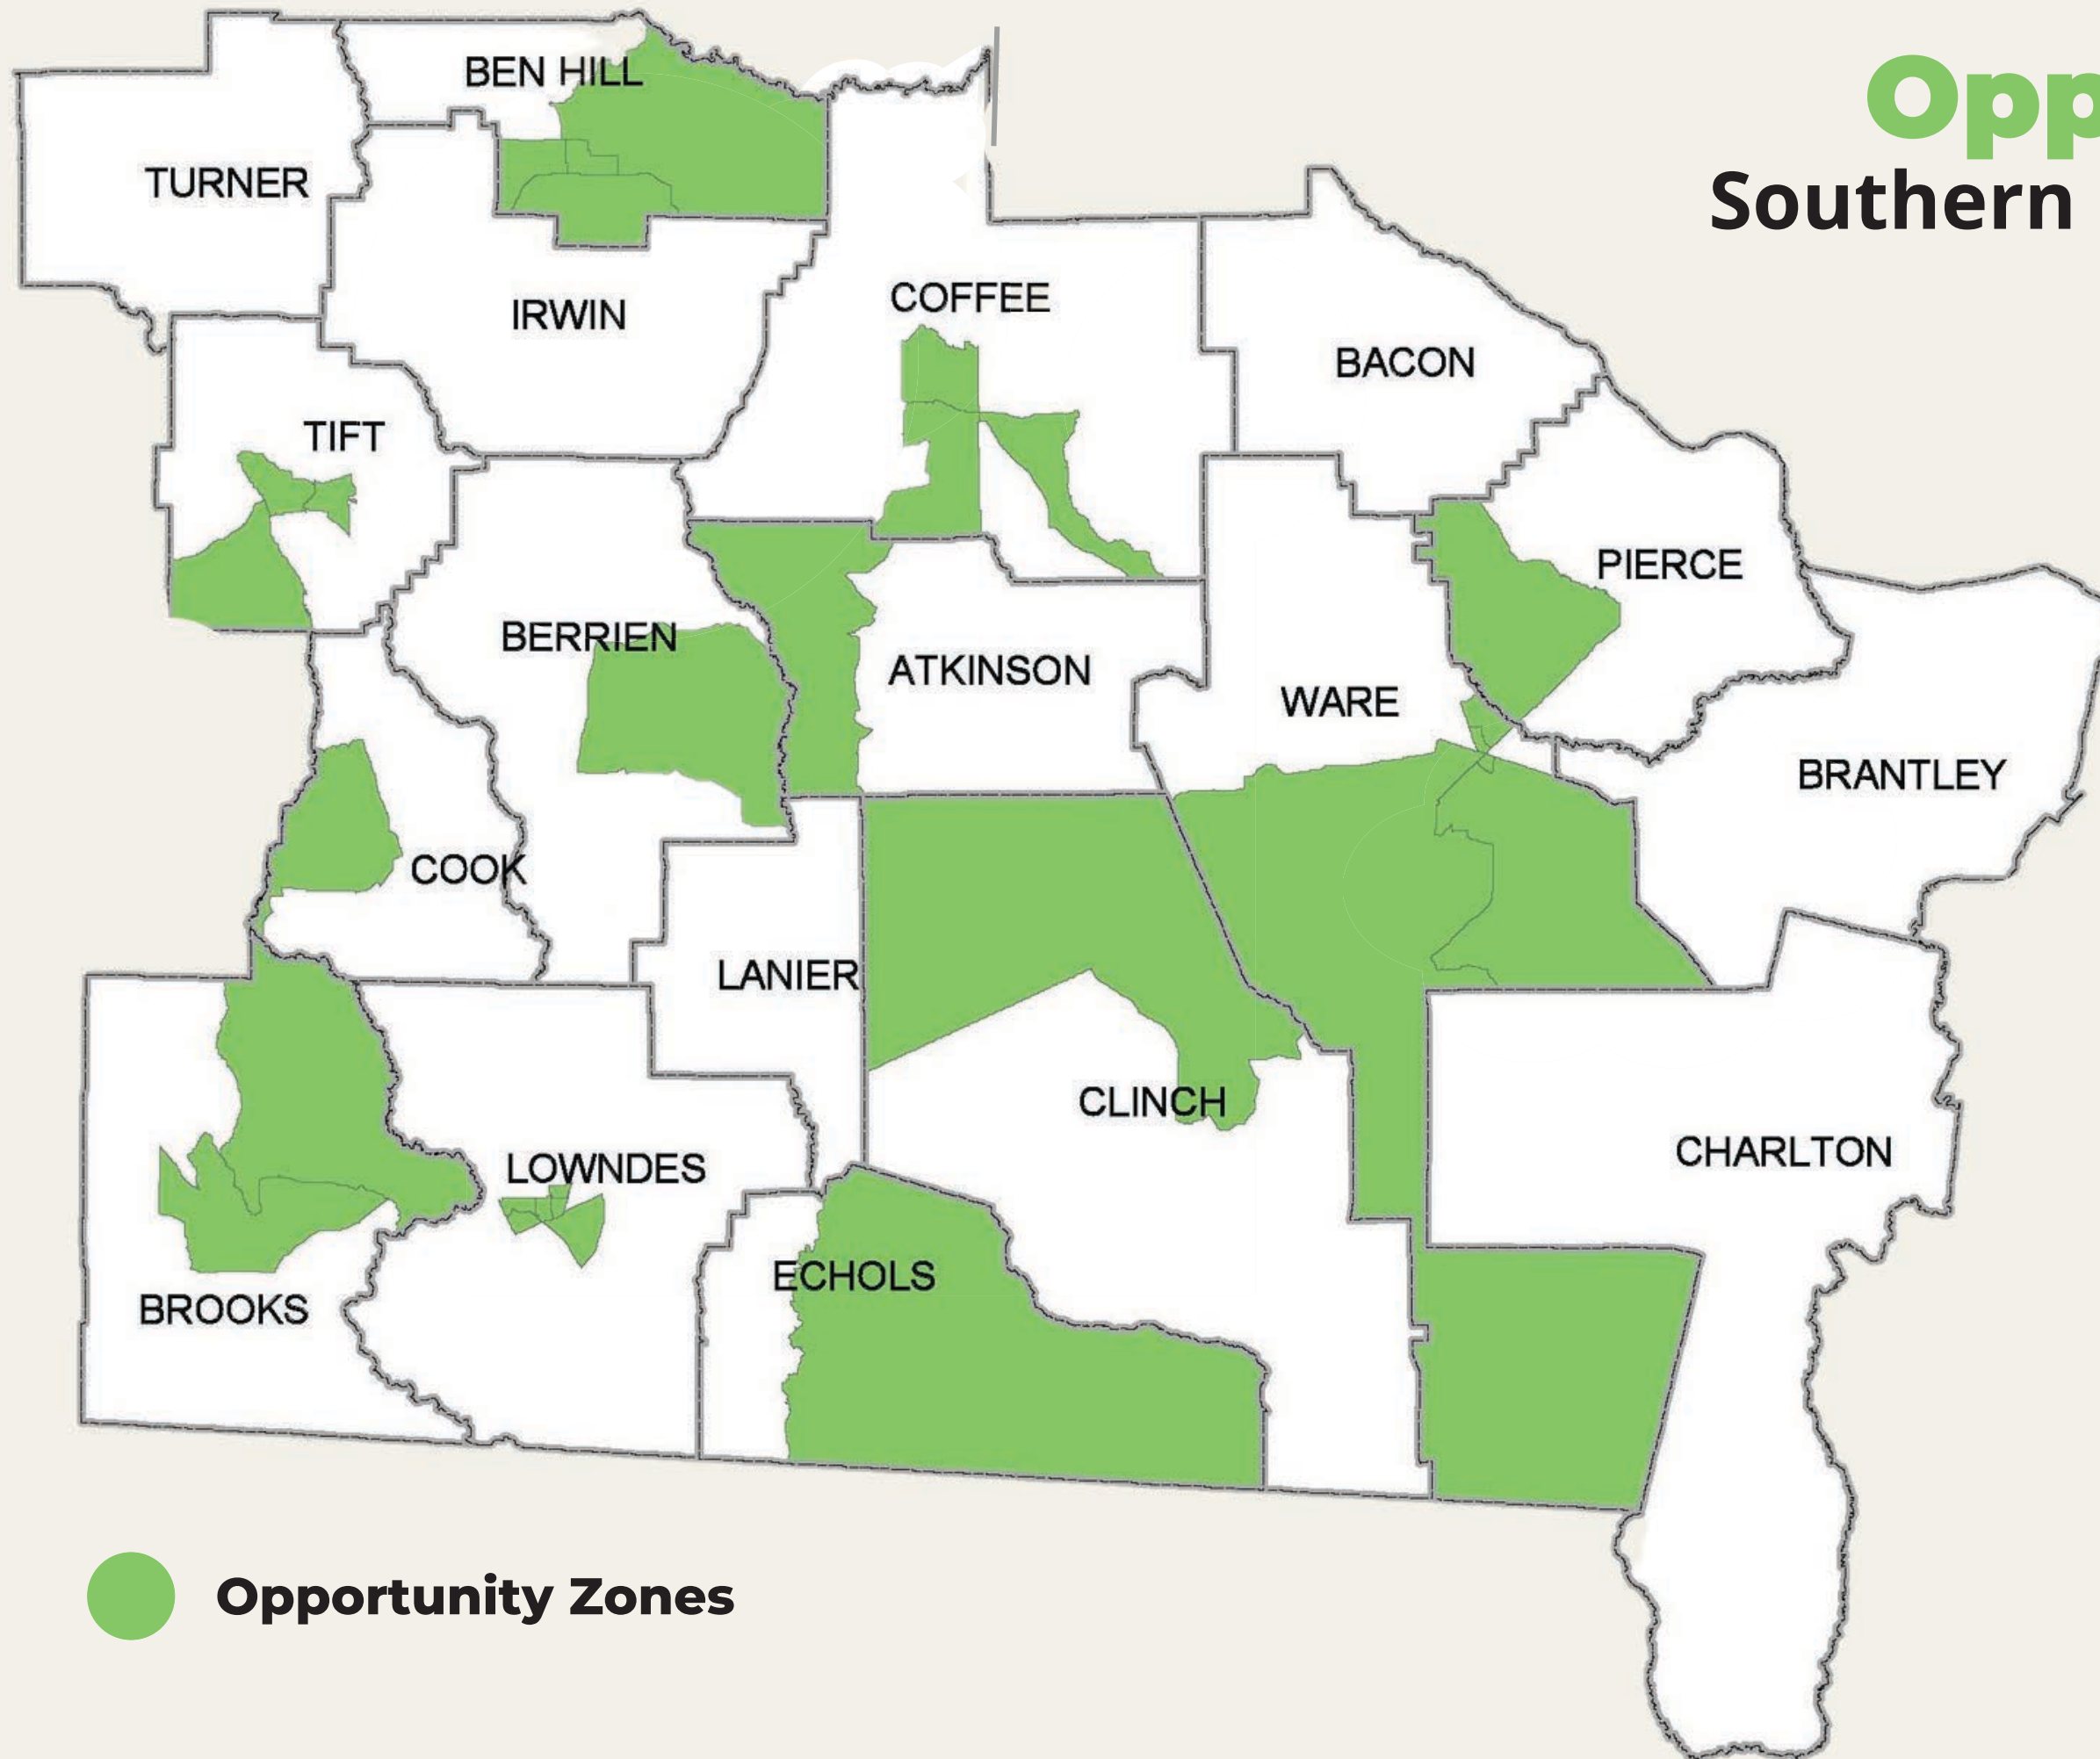 Opp
Southern
BEN HILL
TURNER
IRWIN
COFFEE
BACON
TIFT
PIERCE
BERRIEN
ATKINSON
WARE
BRANTLEY
COOK
LANIER
CLINCH
CHARLTON
LOWNDES
ECHOLS
BROOKS
Opportunity Zones